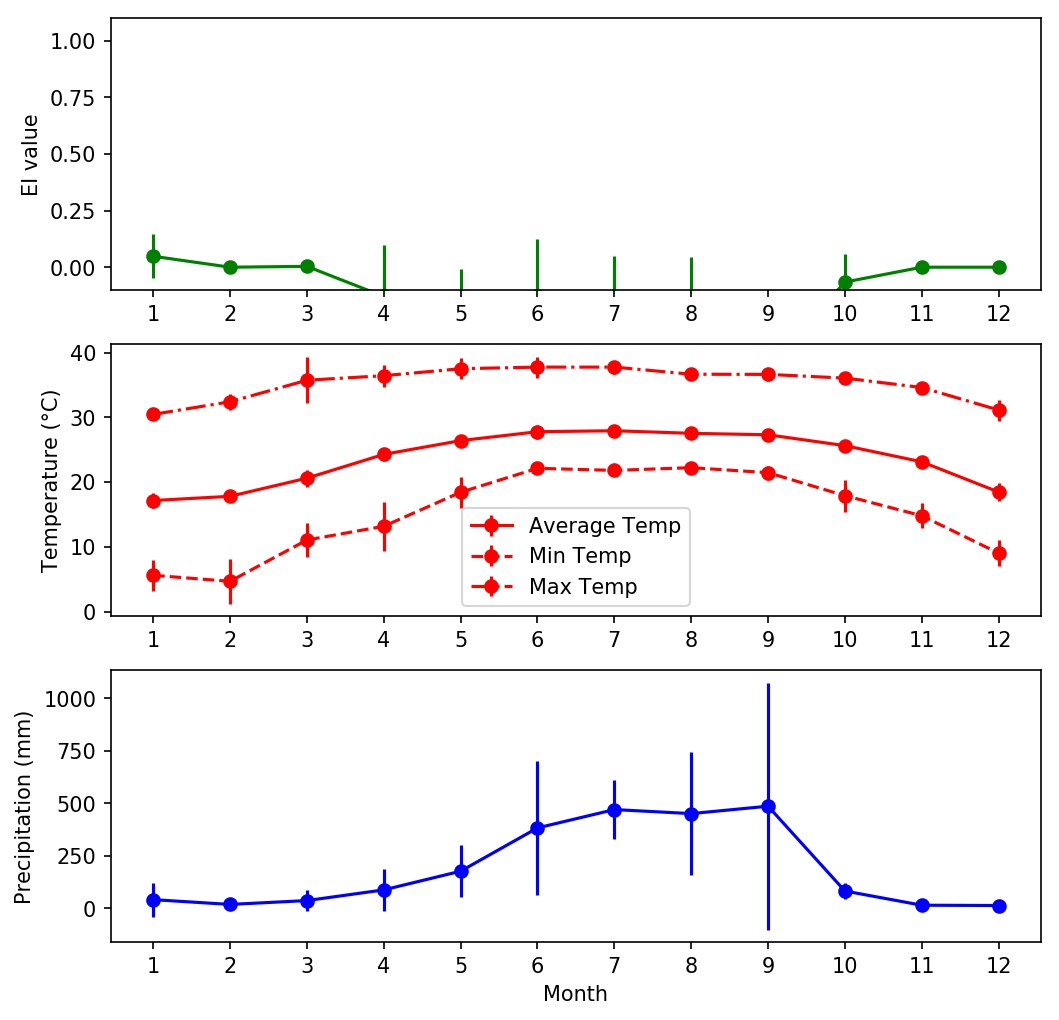 1.00
0.75
0.50
0.25
0.00
EI value
1 2 3 4 5 6 7 8 9 10 11 12
40
30
20
10
0
Temperature (°C)
Average Temp
Min Temp
Max Temp
1 2 3 4 5 6 7 8 9 10 11 12
1000
750
500
250
0
Precipitation (mm)
1 2 3 4 5 6 7 8 9 10 11 12
Month